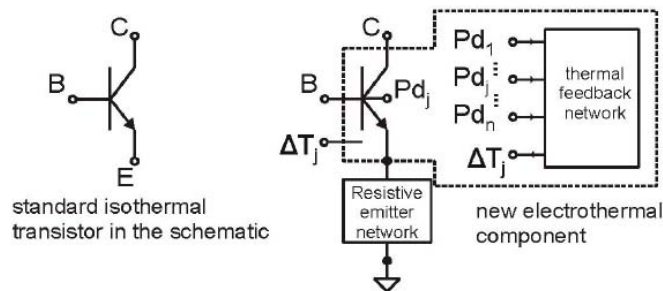 C
B
E
standard isothermal
transistor in the schematic
C
B
Pdj
ΔTj
Resistive
emitter
network
Pd1
Pdj
Pdn
ΔTj
thermal
feedback
network
new electrothermal
component